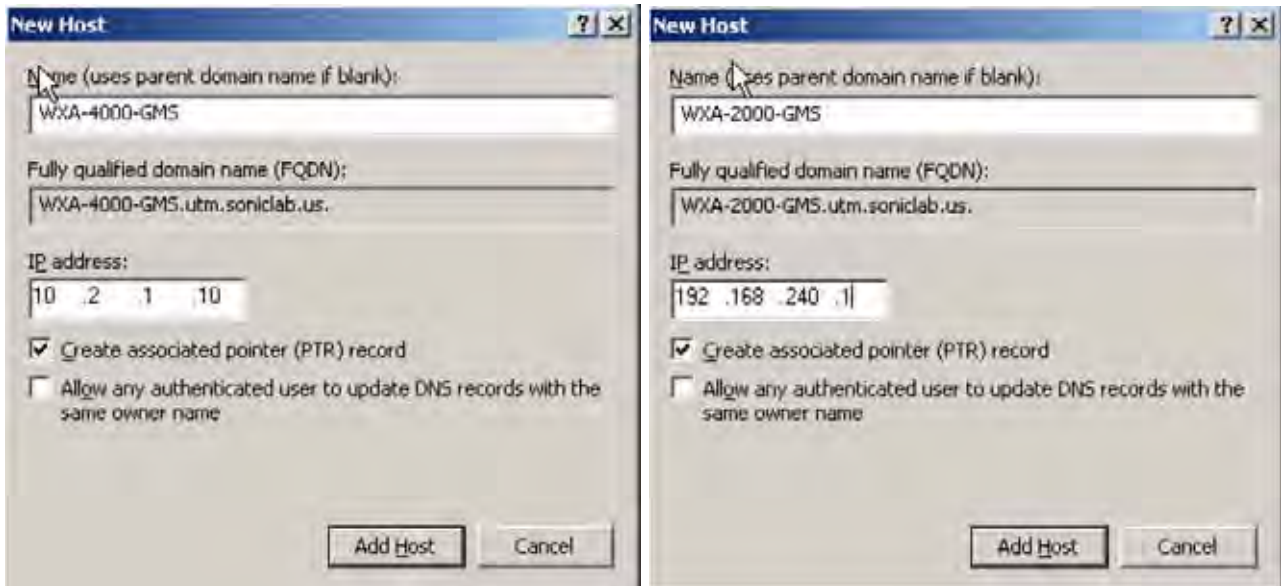 New Host
Name (uses parent domain name if blank):
WXA-4000-GMS
Fully qualified domain name (FQDN):
WXA-4000-GMS.utm.soniclab.us.
IP address:
10 .2 .1 .10
Create associated pointer (PTR) record
Allow any authenticated user to update DNS records with the
same owner name
Add Host Cancel
New Host
Name (uses parent domain name if blank):
WXA-2000-GMS
Fully qualified domain name (FQDN):
WXA-2000-GMS.utm.soniclab.us.
IP address:
192 .168 .240 .1
Create associated pointer (PTR) record
Allow any authenticated user to update DNS records with the
same owner name
Add Host Cancel